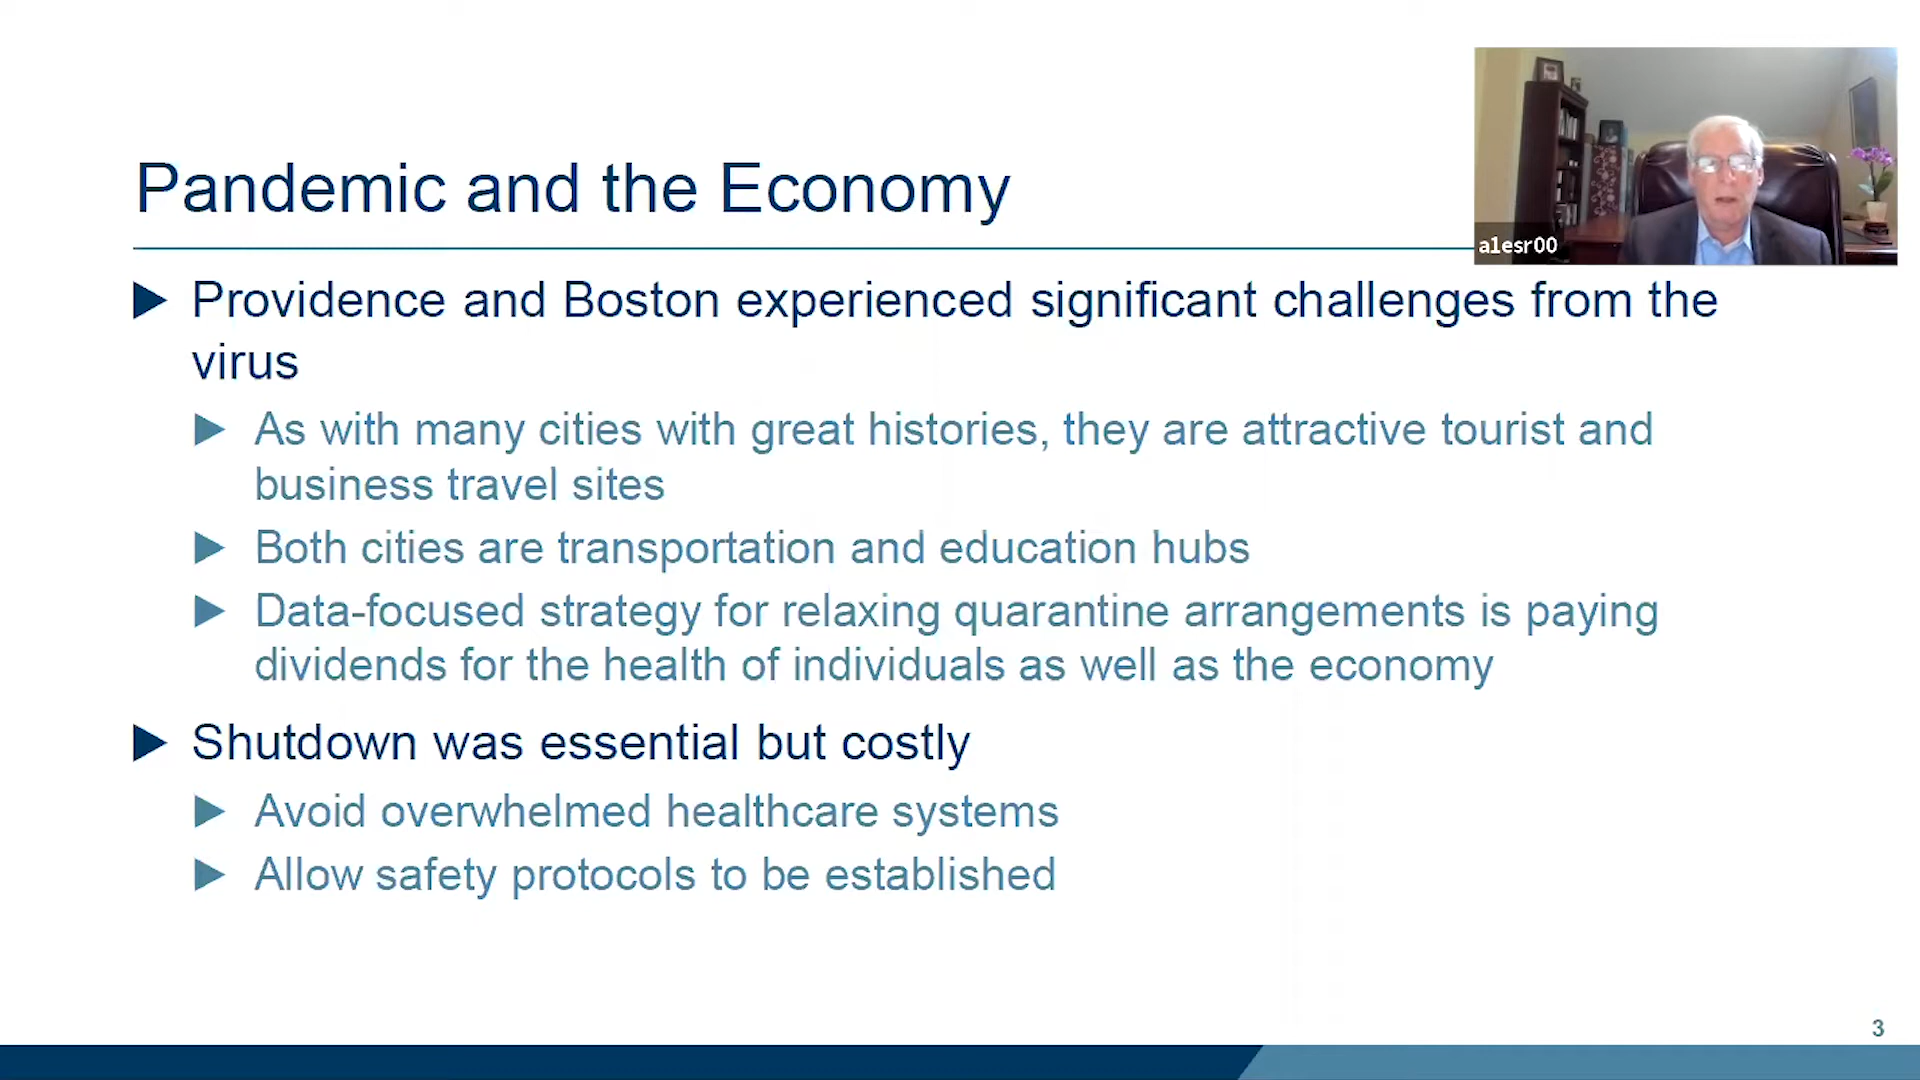 Pandemic and the Economy
a1esr00
Providence and Boston experienced significant challenges from the
virus
As with many cities with great histories, they are attractive tourist and
business travel sites
Both cities are transportation and education hubs
Data-focused strategy for relaxing quarantine arrangements is paying
dividends for the health of individuals as well as the economy
Shutdown was essential but costly
Avoid overwhelmed healthcare systems
Allow safety protocols to be established
3